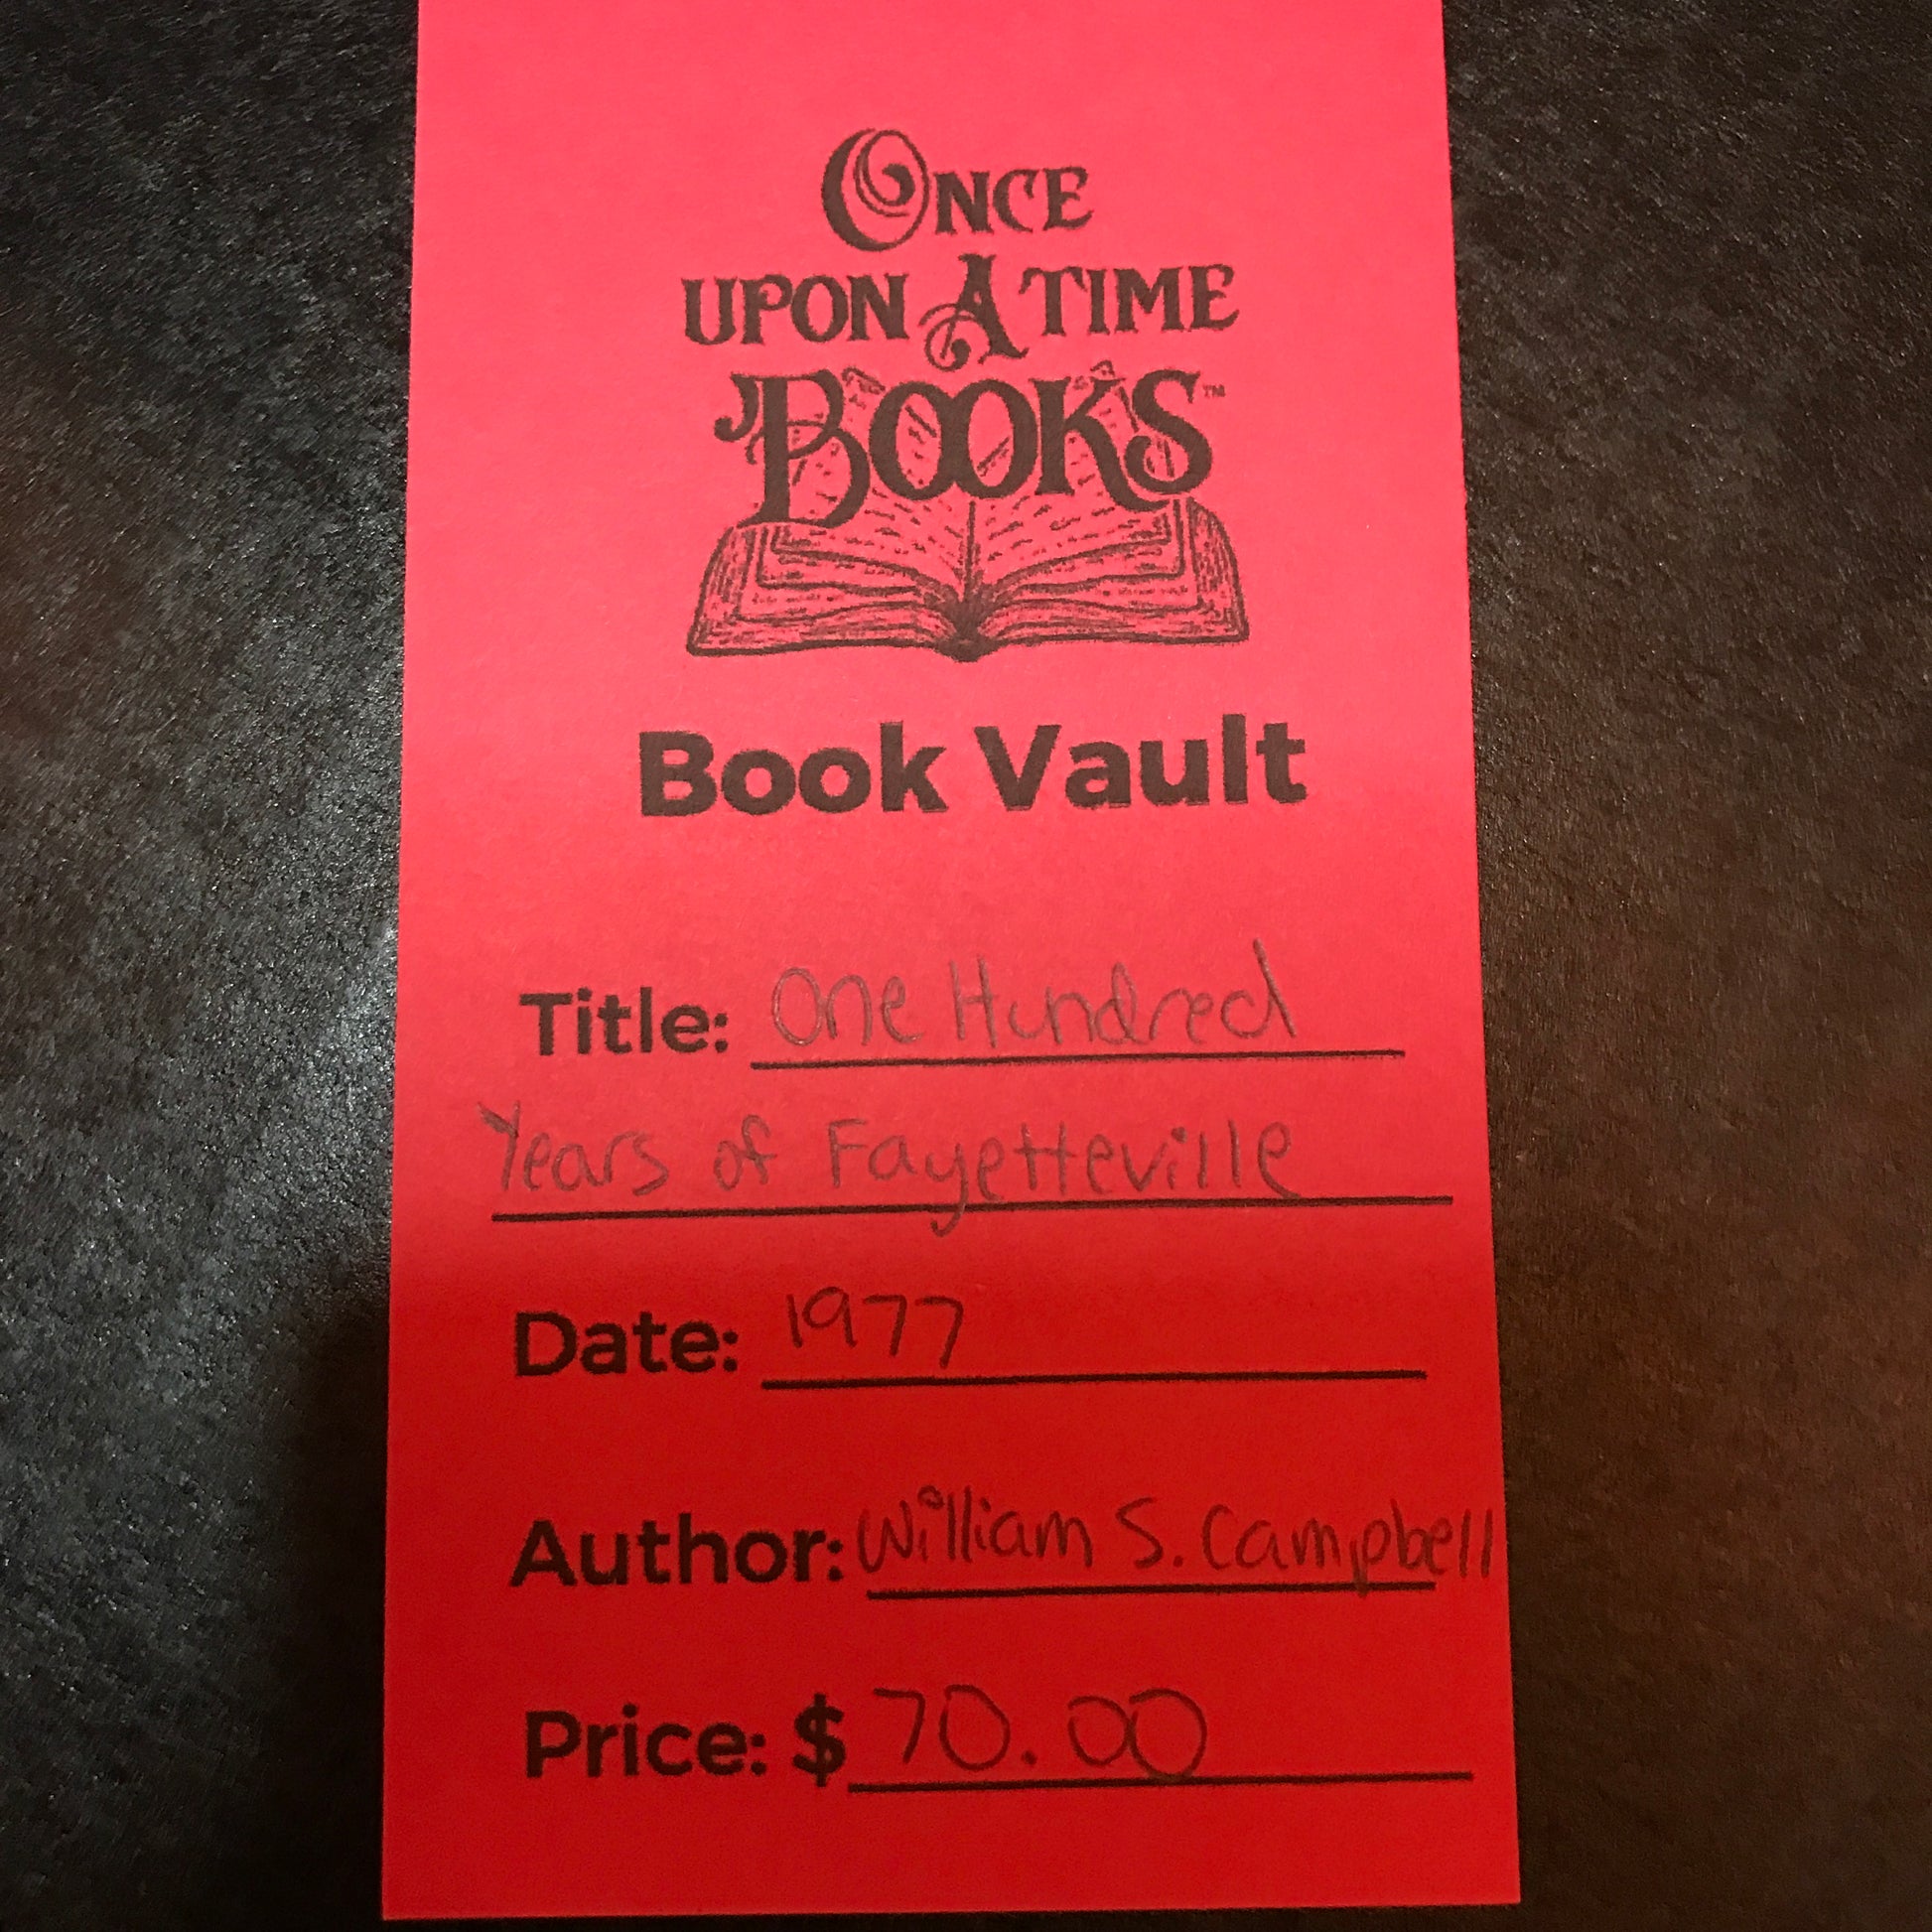 ONCE
UPON A TIME
BOOKS™
Book Vault
Title: One Hundred
Years of Fayetteville
Date: 1977
Author: William S. Campbell
Price: $70.00